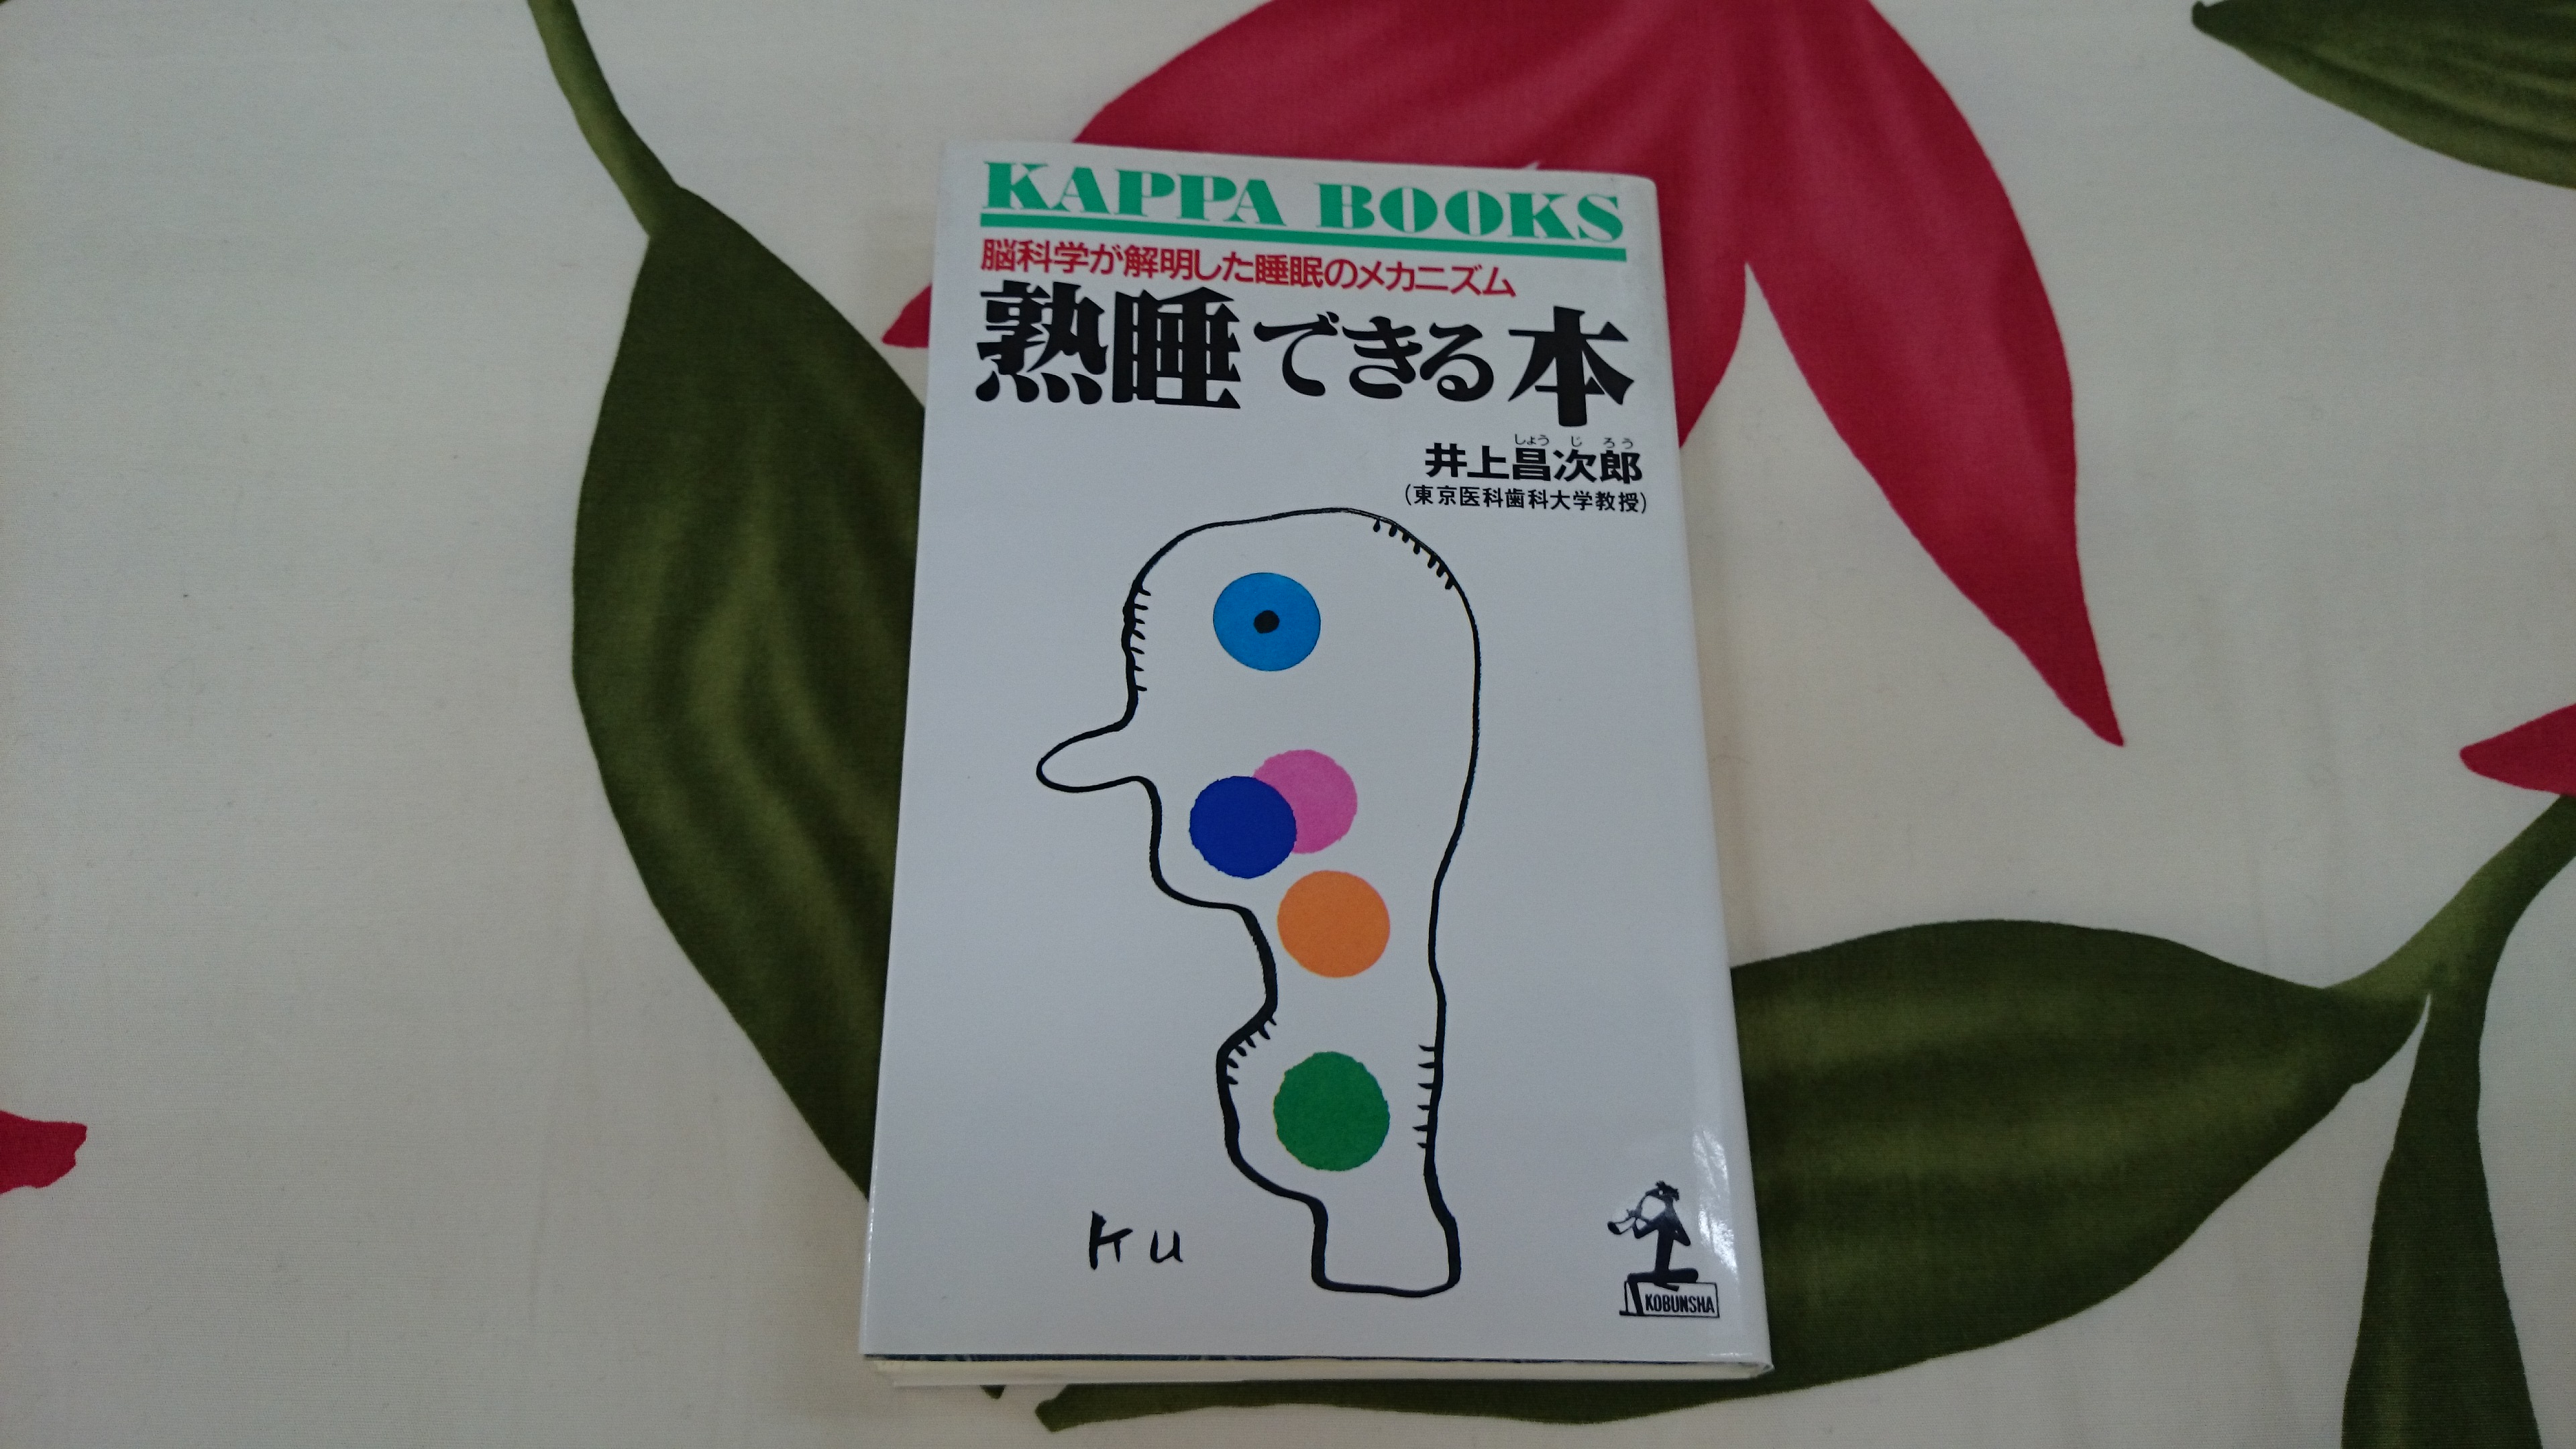 KAPPA BOOKS
脳科学が解明した睡眠のメカニズム
熟睡できる本
しょうじろう
井上昌次郎
(東京医科歯科大学教授)
Ku
KOBUNSHA